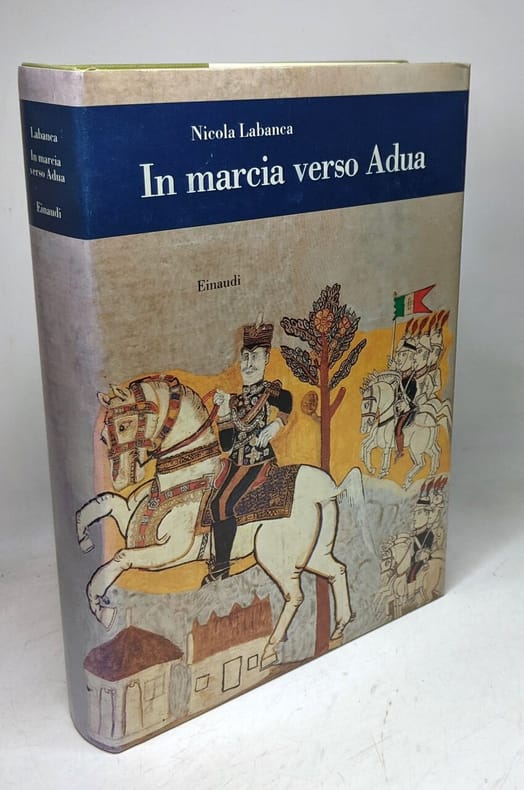 Labanca
In marcia
verso Adua
Einaudi
Nicola Labanca
In marcia verso Adua
Einaudi